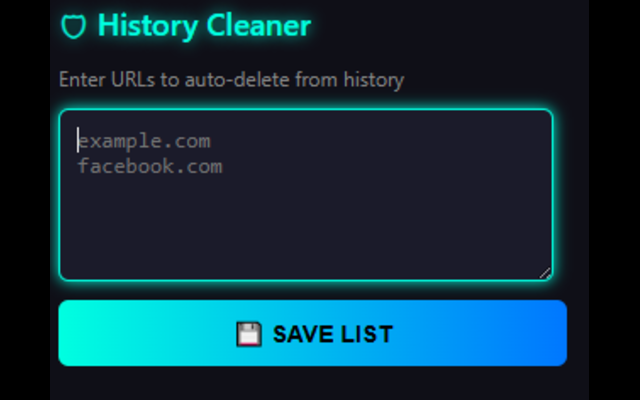 History Cleaner
Enter URLs to auto-delete from history
example.com
facebook.com
SAVE LIST